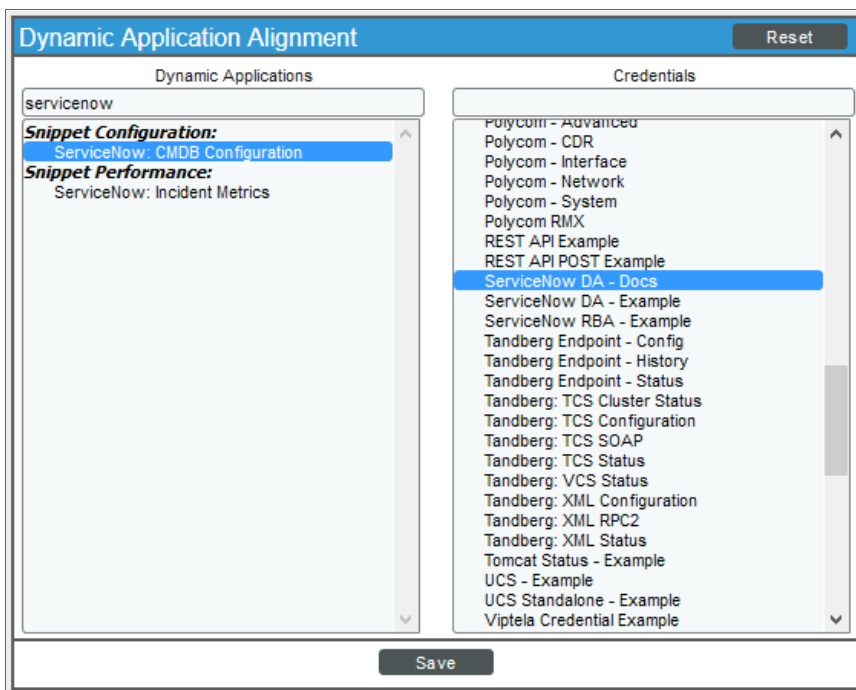 Dynamic Application Alignment
Reset
Dynamic Applications
Credentials
servicenow
Snippet Configuration:
ServiceNow: CMDB Configuration
Snippet Performance:
ServiceNow: Incident Metrics
Polycom - Advanced
Polycom - CDR
Polycom - Interface
Polycom - Network
Polycom - System
Polycom RMX
REST API Example
REST API POST Example
ServiceNow DA - Docs
ServiceNow DA - Example
ServiceNow RBA - Example
Tandberg Endpoint - Config
Tandberg Endpoint - History
Tandberg Endpoint - Status
Tandberg: TCS Cluster Status
Tandberg: TCS Configuration
Tandberg: TCS SOAP
Tandberg: TCS Status
Tandberg: VCS Status
Tandberg: XML Configuration
Tandberg: XML RPC2
Tandberg: XML Status
Tomcat Status - Example
UCS - Example
UCS Standalone - Example
Viptela Credential Example
Save